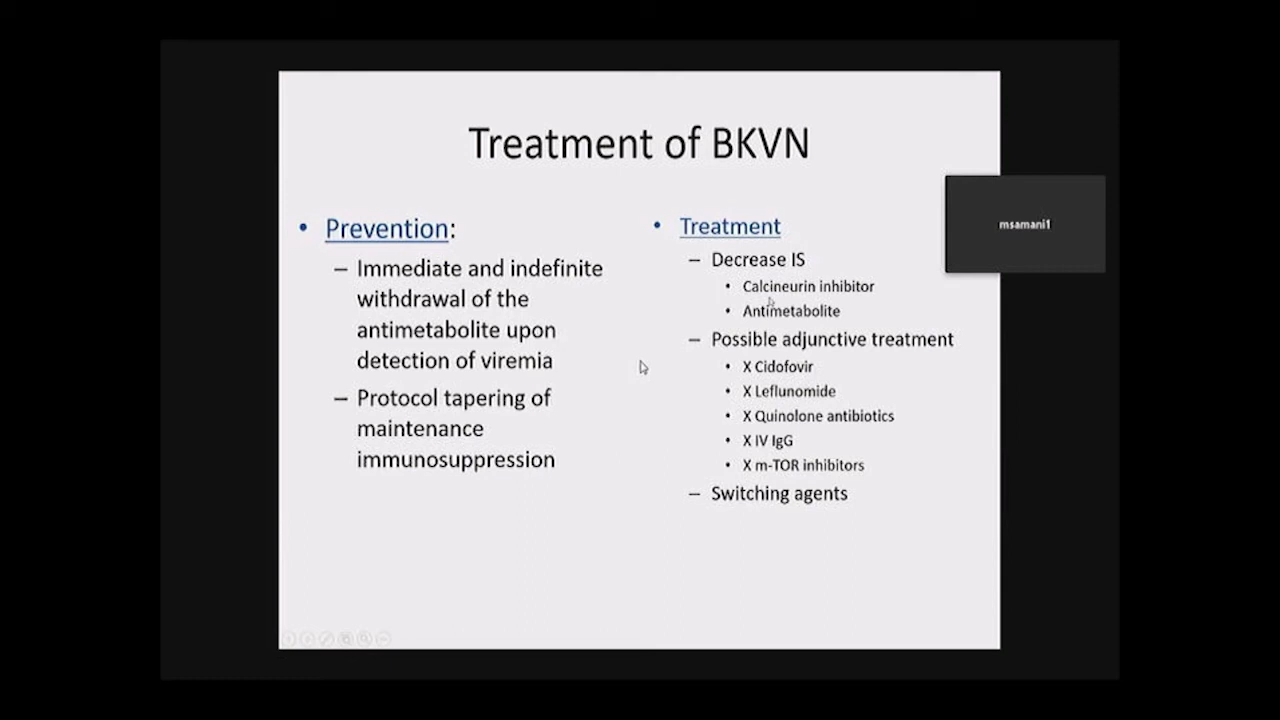 Treatment of BKVN
• Prevention:
– Immediate and indefinite
withdrawal of the
antimetabolite upon
detection of viremia
– Protocol tapering of
maintenance
immunosuppression
• Treatment
– Decrease IS
• Calcineurin inhibitor
• Antimetabolite
– Possible adjunctive treatment
• X Cidofovir
• X Leflunomide
• X Quinolone antibiotics
• X IV IgG
• X m-TOR inhibitors
– Switching agents
msamani1